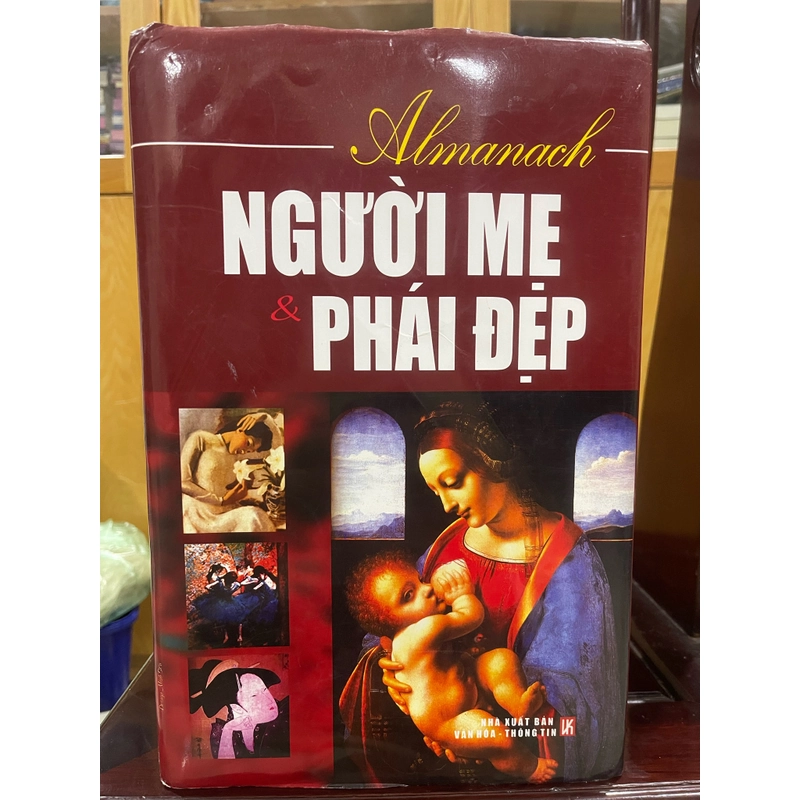 Almanach
NGƯỜI MẸ
&
PHÁI ĐẸP
NHÀ XUẤT BẢN
VĂN HÓA - THÔNG TIN